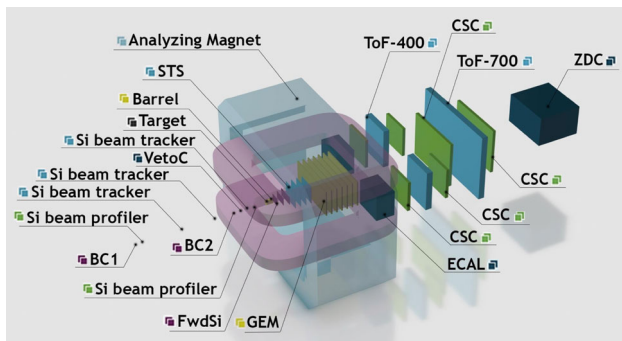 CSC
ToF-400
ToF-700
ZDC
Analyzing Magnet
STS
Barrel
Target
Si beam tracker
VetoC
Si beam tracker
Si beam tracker
Si beam profiler
BC1
BC2
Si beam profiler
FwdSi
GEM
ECAL
CSC
CSC
CSC